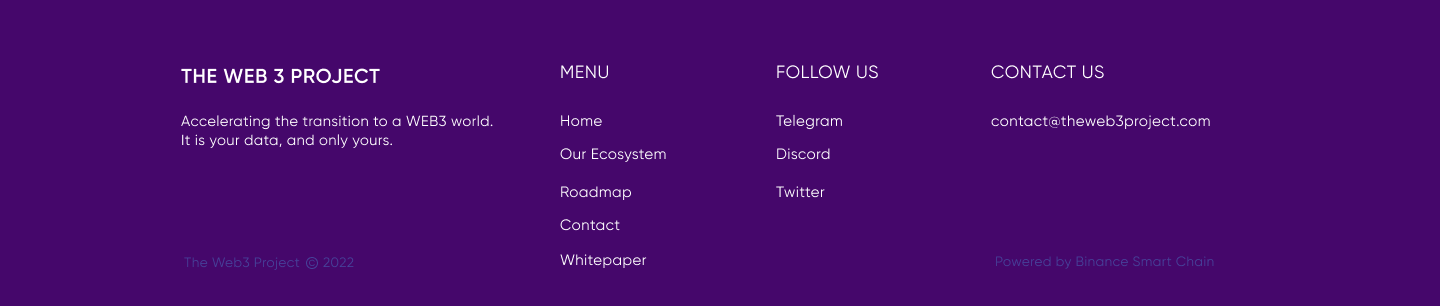 THE WEB 3 PROJECT
Accelerating the transition to a WEB3 world.
It is your data, and only yours.
The Web3 Project © 2022
MENU
Home
Our Ecosystem
Roadmap
Contact
Whitepaper
FOLLOW US
Telegram
Discord
Twitter
CONTACT US
contact@theweb3project.com
Powered by Binance Smart Chain